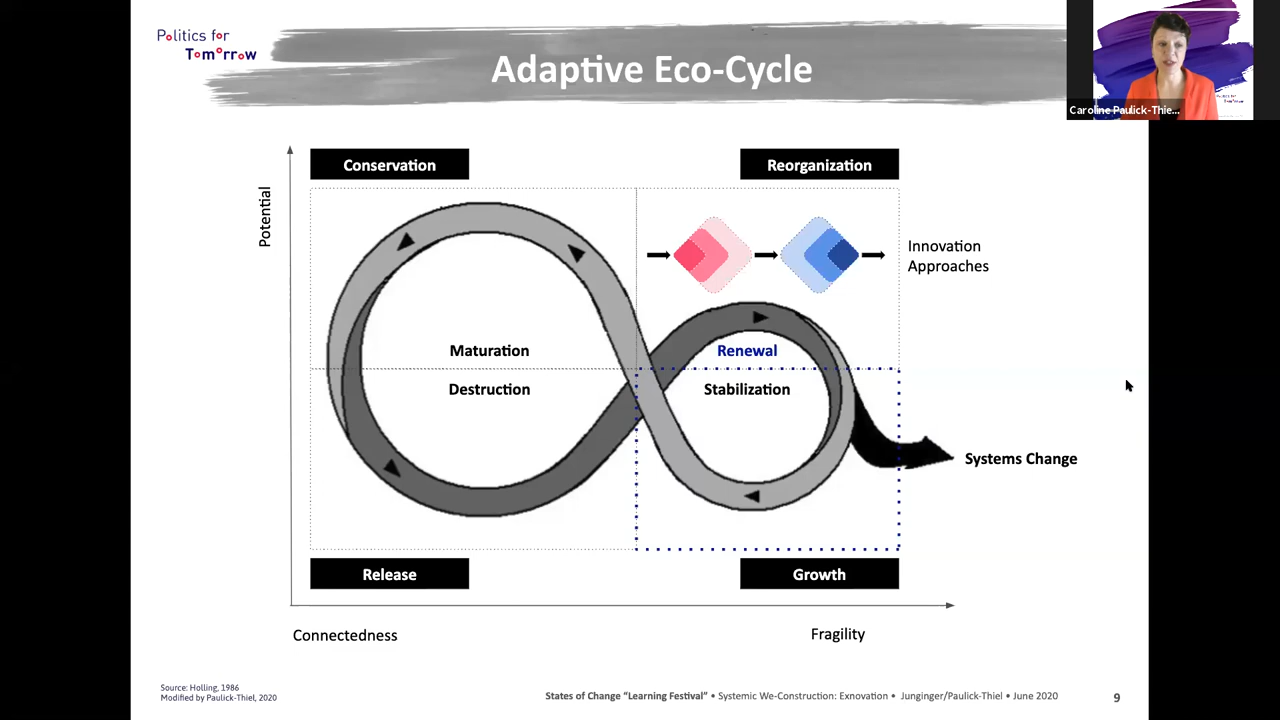 Politics for
Tomorrow
Adaptive Eco-Cycle
Caroline Paulick-Thie...
Conservation
Reorganization
Potential
Innovation
Approaches
Maturation
Renewal
Destruction
Stabilization
Systems Change
Release
Growth
Connectedness
Fragility
Source: Holling, 1986
Modified by Paulick-Thiel, 2020
States of Change “Learning Festival” • Systemic We-Construction: Exnovation • Junginger/Paulick-Thiel • June 2020
9